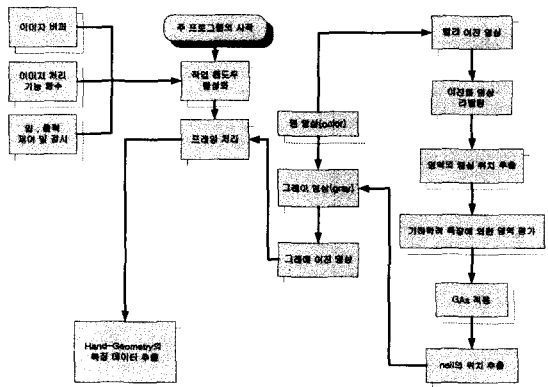 이미지 버퍼
이미지 처리
기능 함수
입, 출력
제어 및 감시
주 프로그램의 시작
작업 윈도우
활성화
프레임 처리
Hand-Geometry의
특징 데이터 추출
원 영상(color)
그레이 영상(gray)
그레이 이진 영상
컬러 이진 영상
이진화 영상
라벨링
영역의 영상 위치 추출
기하학적 특징에 의한 영역 평가
GAs 적용
nail의 위치 추출